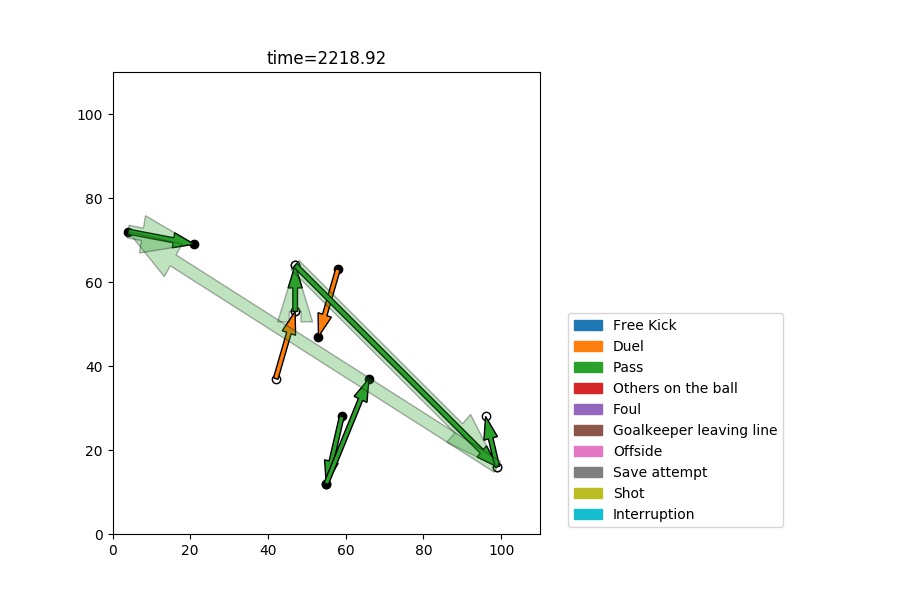 time=2218.92
100
80
60
40
20
0
0 20 40 60 80 100
Free Kick
Duel
Pass
Others on the ball
Foul
Goalkeeper leaving line
Offside
Save attempt
Shot
Interruption